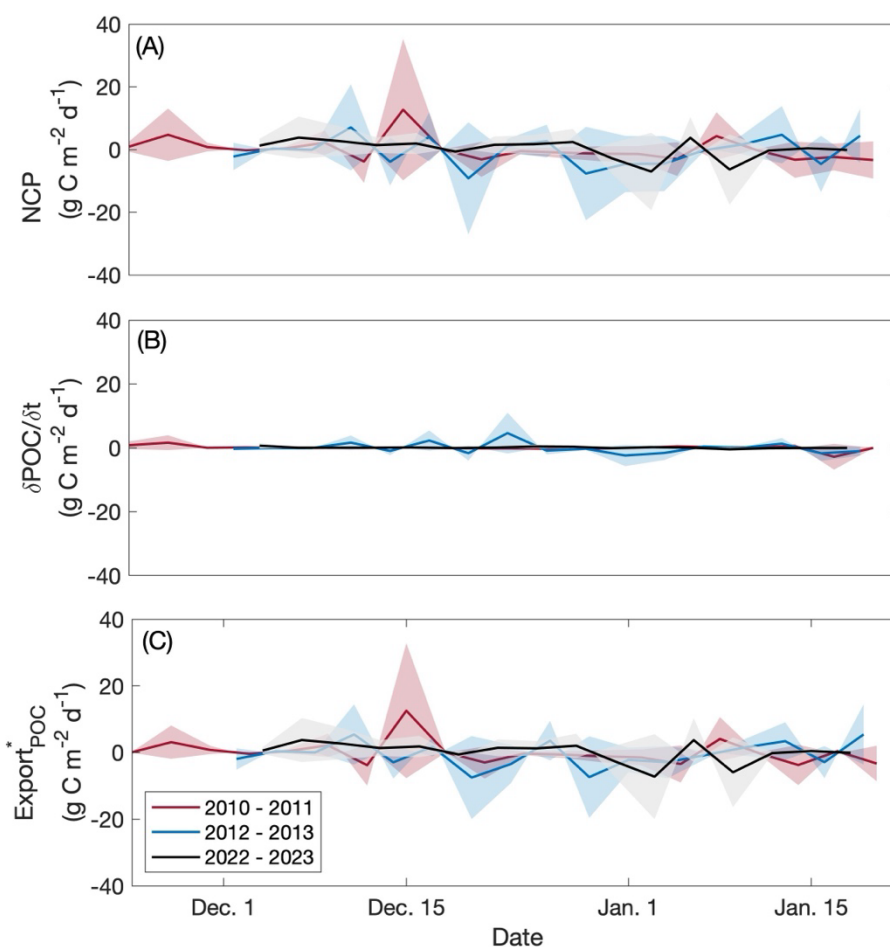 (A)
40
20
0
-20
-40
NCP
(g C m⁻² d⁻¹)
(B)
40
20
0
-20
-40
δPOC/δt
(g C m⁻² d⁻¹)
(C)
40
20
0
-20
-40
Export*POC
(g C m⁻² d⁻¹)
2010 - 2011
2012 - 2013
2022 - 2023
Dec. 1
Dec. 15
Jan. 1
Jan. 15
Date